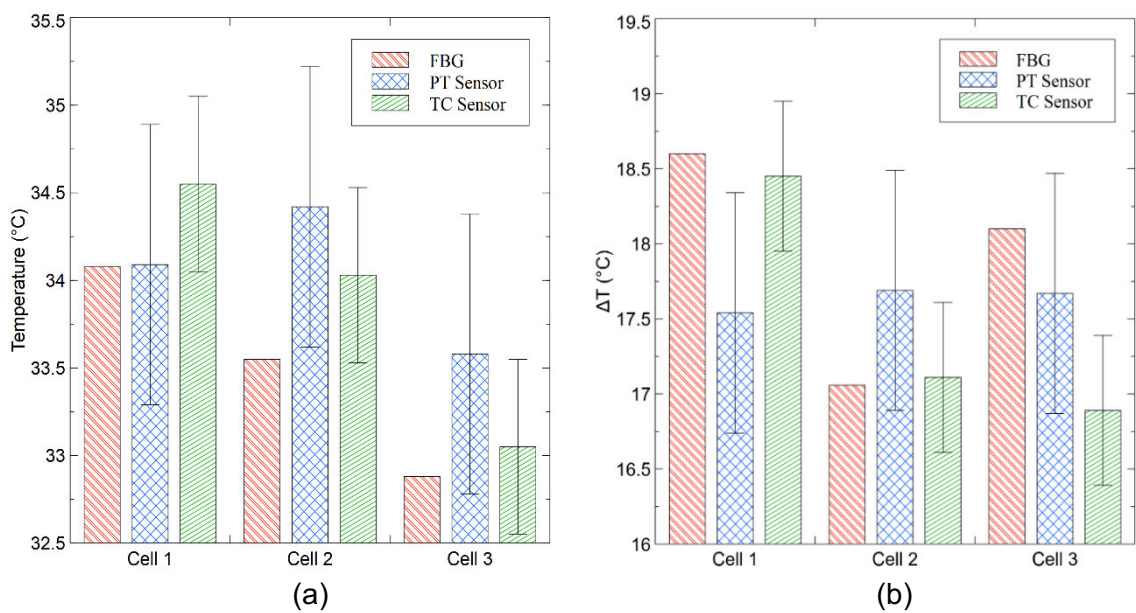 35.5
35
34.5
34
33.5
33
32.5
Temperature (°C)
FBG
PT Sensor
TC Sensor
Cell 1
Cell 2
Cell 3
(a)
19.5
19
18.5
18
17.5
17
16.5
16
ΔT (°C)
FBG
PT Sensor
TC Sensor
Cell 1
Cell 2
Cell 3
(b)